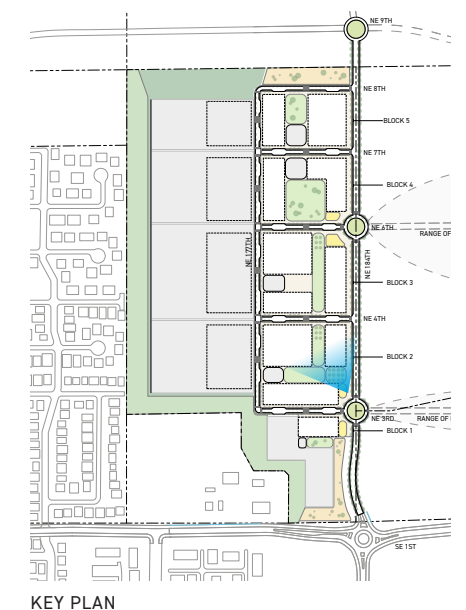 NE 9TH
NE 8TH
BLOCK 5
NE 7TH
BLOCK 4
NE 6TH
RANGE OF
NE 177TH
NE 184TH
BLOCK 3
NE 4TH
BLOCK 2
NE 3RD
RANGE OF
BLOCK 1
SE 1ST
KEY PLAN